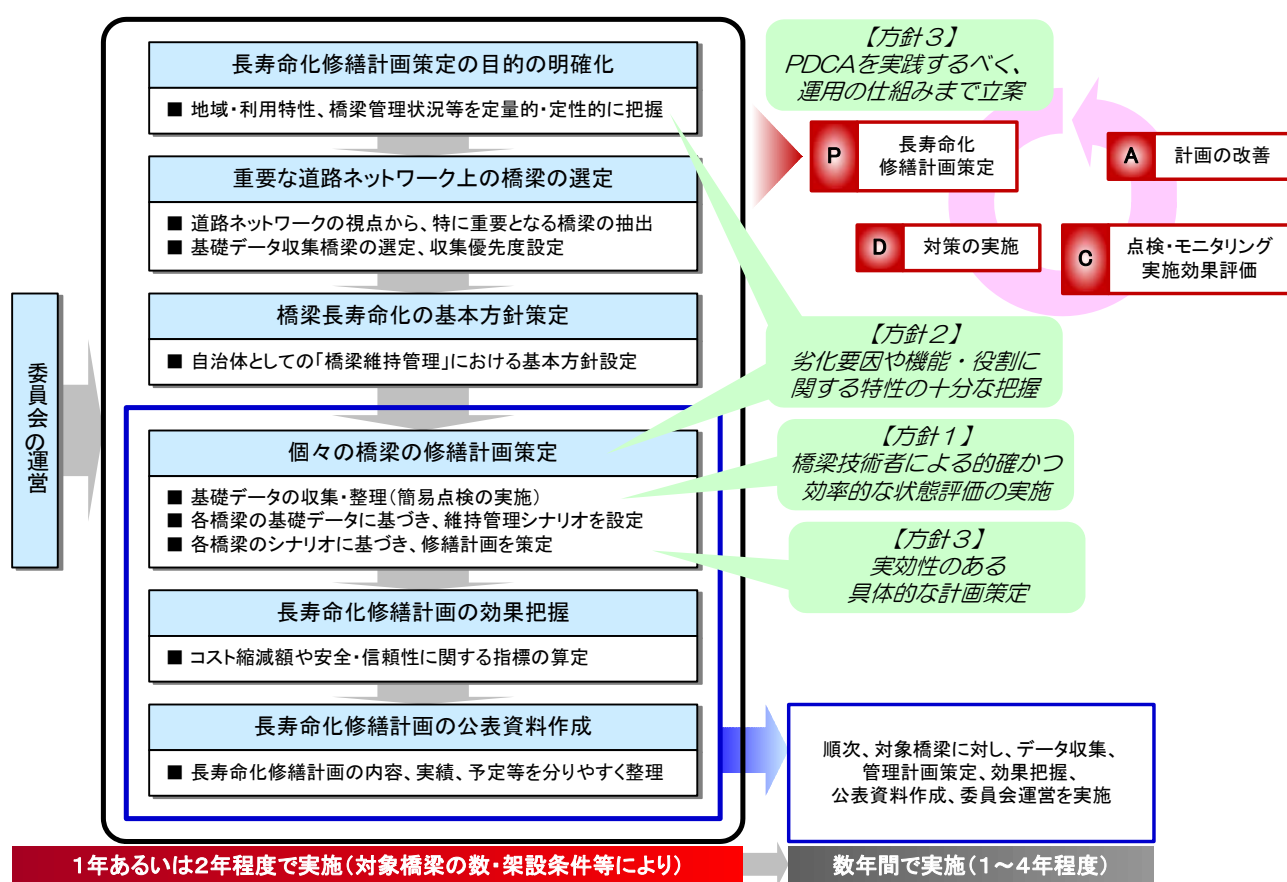 長寿命化修繕計画策定の目的の明確化
■ 地域・利用特性、橋梁管理状況等を定量的・定性的に把握
重要な道路ネットワーク上の橋梁の選定
■ 道路ネットワークの視点から、特に重要となる橋梁の抽出
■ 基礎データ収集橋梁の選定、収集優先度設定
橋梁長寿命化の基本方針策定
■ 自治体としての「橋梁維持管理」における基本方針設定
委員会の運営
個々の橋梁の修繕計画策定
■ 基礎データの収集・整理(簡易点検の実施)
■ 各橋梁の基礎データに基づき、維持管理シナリオを設定
■ 各橋梁のシナリオに基づき、修繕計画を策定
長寿命化修繕計画の効果把握
■ コスト縮減額や安全・信頼性に関する指標の算定
長寿命化修繕計画の公表資料作成
■ 長寿命化修繕計画の内容、実績、予定等を分りやすく整理
【方針3】
PDCAを実践するべく、
運用の仕組みまで立案
P
長寿命化
修繕計画策定
A
計画の改善
D
対策の実施
C
点検・モニタリング
実施効果評価
【方針2】
劣化要因や機能・役割に
関する特性の十分な把握
【方針1】
橋梁技術者による的確かつ
効率的な状態評価の実施
【方針3】
実効性のある
具体的な計画策定
順次、対象橋梁に対し、データ収集、
管理計画策定、効果把握、
公表資料作成、委員会運営を実施
1年あるいは2年程度で実施(対象橋梁の数・架設条件等により)
数年間で実施(1～4年程度)